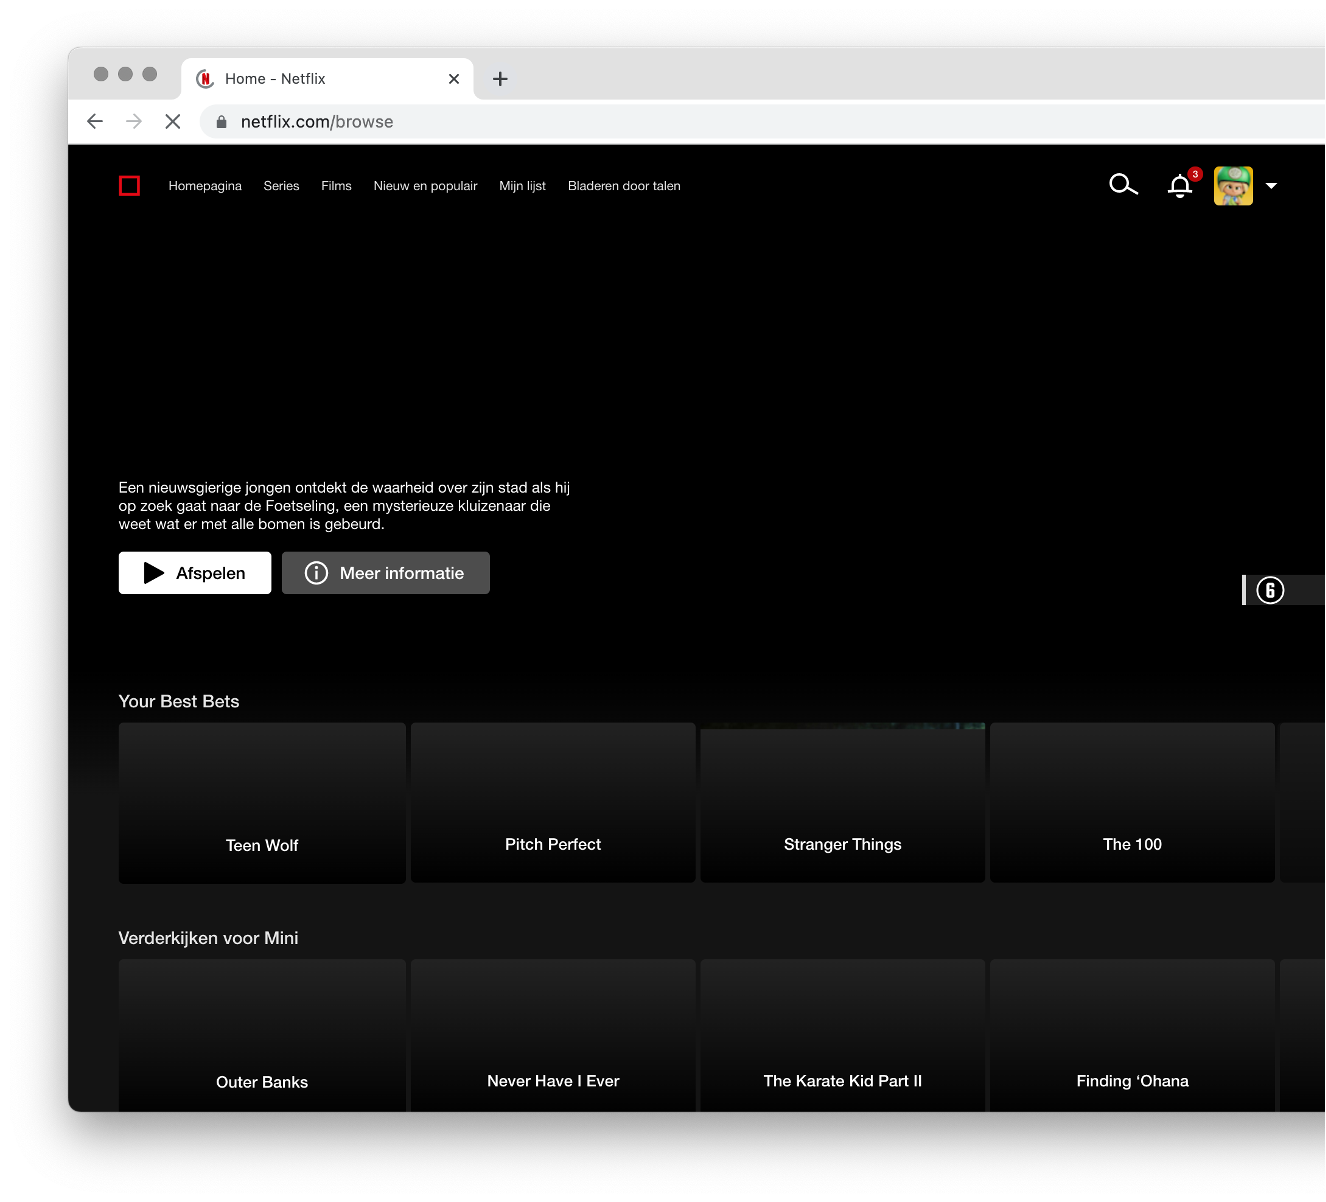 Home - Netflix
netflix.com/browse
Homepagina Series Films Nieuw en populair Mijn lijst Bladeren door talen
3
Een nieuwsgierige jongen ontdekt de waarheid over zijn stad als hij
op zoek gaat naar de Foetseling, een mysterieuze kluizenaar die
weet wat er met alle bomen is gebeurd.
Afspelen Meer informatie
6
Your Best Bets
Teen Wolf Pitch Perfect Stranger Things The 100
Verderkijken voor Mini
Outer Banks Never Have I Ever The Karate Kid Part II Finding ‘Ohana